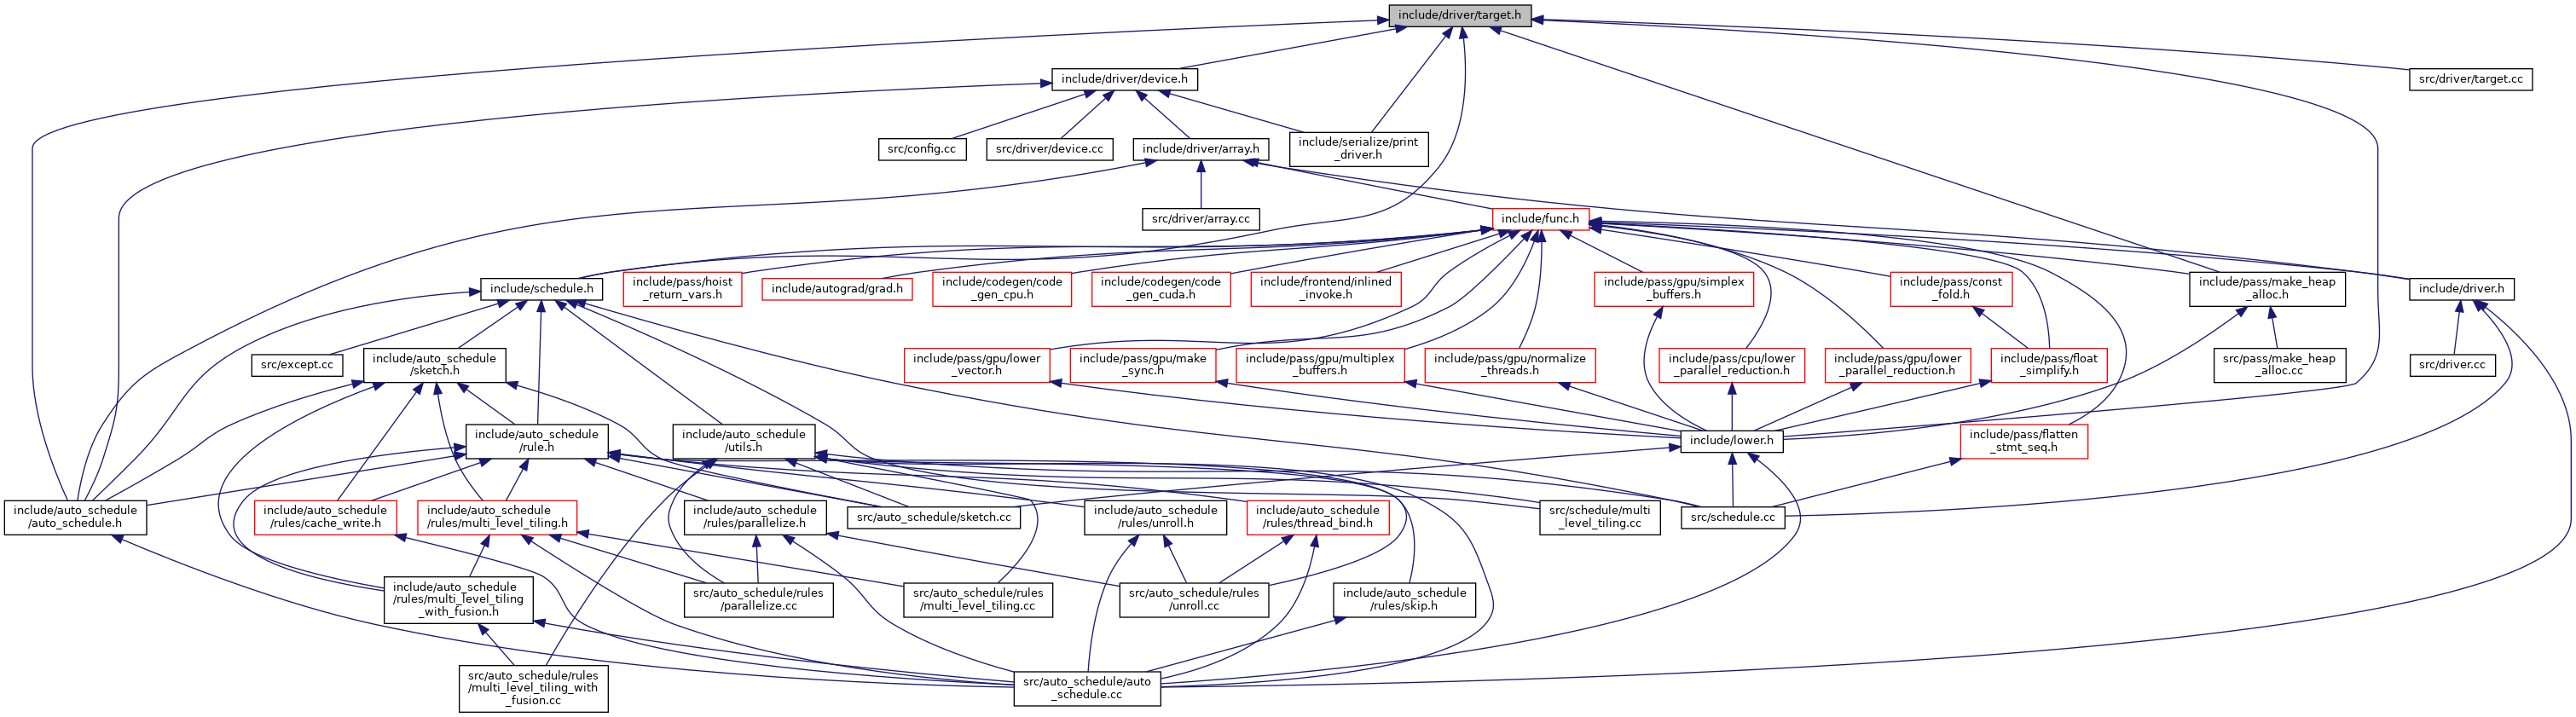 include/driver/target.h
include/driver/device.h
src/driver/target.cc
src/config.cc
src/driver/device.cc
include/driver/array.h
include/serialize/print
_driver.h
src/driver/array.cc
include/func.h
include/schedule.h
include/pass/hoist
_return_vars.h
include/autograd/grad.h
include/codegen/code
_gen_cpu.h
include/codegen/code
_gen_cuda.h
include/frontend/inlined
_invoke.h
include/pass/gpu/simplex
_buffers.h
include/pass/const
_fold.h
include/pass/make_heap
_alloc.h
include/driver.h
src/except.cc
include/auto_schedule
/sketch.h
include/pass/gpu/lower
_vector.h
include/pass/gpu/make
_sync.h
include/pass/gpu/multiplex
_buffers.h
include/pass/gpu/normalize
_threads.h
include/pass/cpu/lower
_parallel_reduction.h
include/pass/gpu/lower
_parallel_reduction.h
include/pass/float
_simplify.h
src/pass/make_heap
_alloc.cc
src/driver.cc
include/auto_schedule
/rule.h
include/auto_schedule
/utils.h
include/lower.h
include/pass/flatten
_stmt_seq.h
include/auto_schedule
/auto_schedule.h
include/auto_schedule
/rules/cache_write.h
include/auto_schedule
/rules/multi_level_tiling.h
include/auto_schedule
/rules/parallelize.h
src/auto_schedule/sketch.cc
include/auto_schedule
/rules/unroll.h
include/auto_schedule
/rules/thread_bind.h
src/schedule/multi
_level_tiling.cc
src/schedule.cc
include/auto_schedule
/rules/multi_level_tiling
_with_fusion.h
src/auto_schedule/rules
/parallelize.cc
src/auto_schedule/rules
/multi_level_tiling.cc
src/auto_schedule/rules
/unroll.cc
include/auto_schedule
/rules/skip.h
src/auto_schedule/rules
/multi_level_tiling_with
_fusion.cc
src/auto_schedule/auto
_schedule.cc